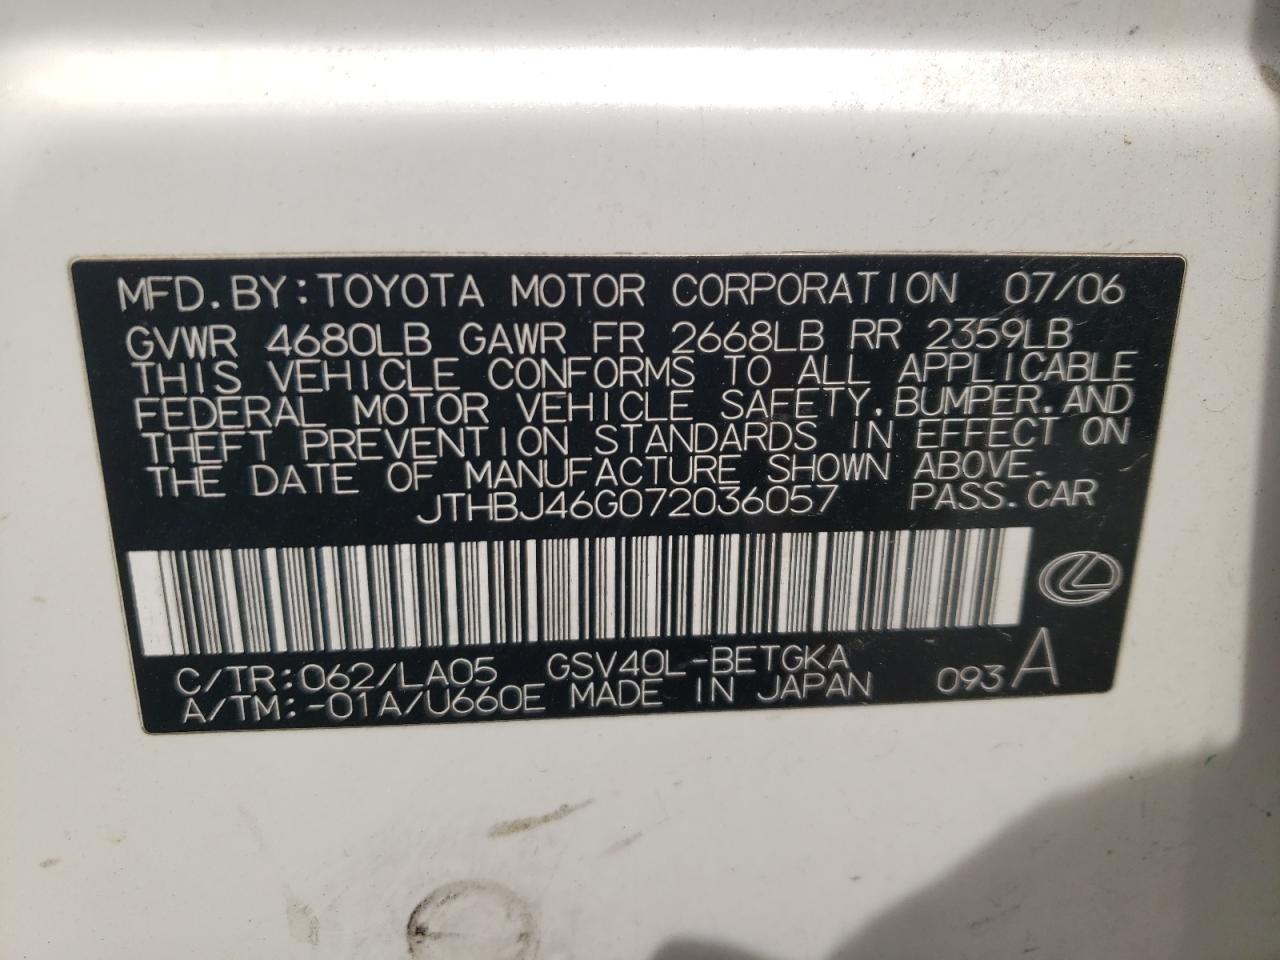 MFD.BY:TOYOTA MOTOR CORPORATION 07/06
GVWR 4680LB GAWR FR 2668LB RR 2359LB
THIS VEHICLE CONFORMS TO ALL APPLICABLE
FEDERAL MOTOR VEHICLE SAFETY,BUMPER,AND
THEFT PREVENTION STANDARDS IN EFFECT ON
THE DATE OF MANUFACTURE SHOWN ABOVE.
JTHBJ46G072036057 PASS.CAR
C/TR:062/LA05 GSV40L-BETGKA
A/TM:-01A/U660E MADE IN JAPAN 093 A